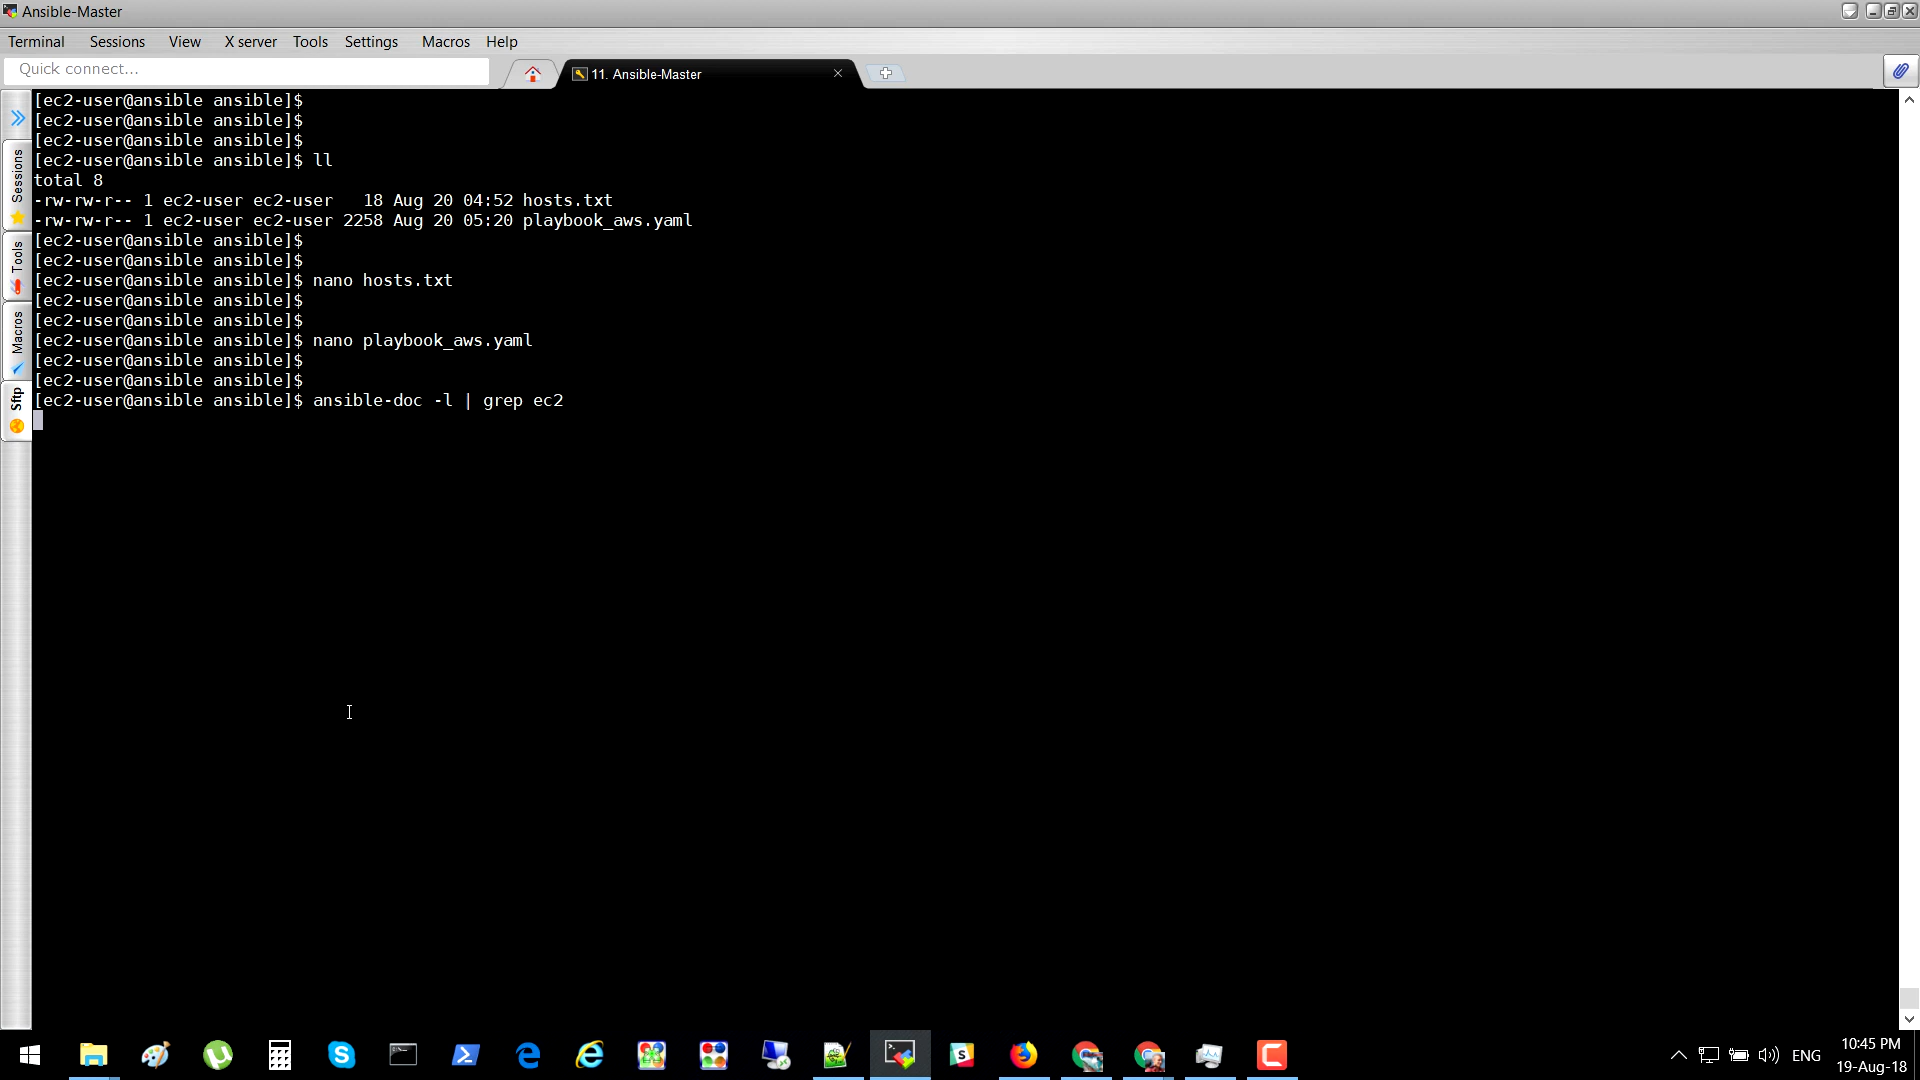 Ansible-Master
Terminal Sessions View X server Tools Settings Macros Help
Quick connect...
11. Ansible-Master
[ec2-user@ansible ansible]$
[ec2-user@ansible ansible]$
[ec2-user@ansible ansible]$
[ec2-user@ansible ansible]$ ll
total 8
-rw-rw-r-- 1 ec2-user ec2-user   18 Aug 20 04:52 hosts.txt
-rw-rw-r-- 1 ec2-user ec2-user 2258 Aug 20 05:20 playbook_aws.yaml
[ec2-user@ansible ansible]$
[ec2-user@ansible ansible]$
[ec2-user@ansible ansible]$ nano hosts.txt
[ec2-user@ansible ansible]$
[ec2-user@ansible ansible]$
[ec2-user@ansible ansible]$ nano playbook_aws.yaml
[ec2-user@ansible ansible]$
[ec2-user@ansible ansible]$
[ec2-user@ansible ansible]$ ansible-doc -l | grep ec2
Sessions
Tools
Macros
Sftp
ENG
10:45 PM
19-Aug-18